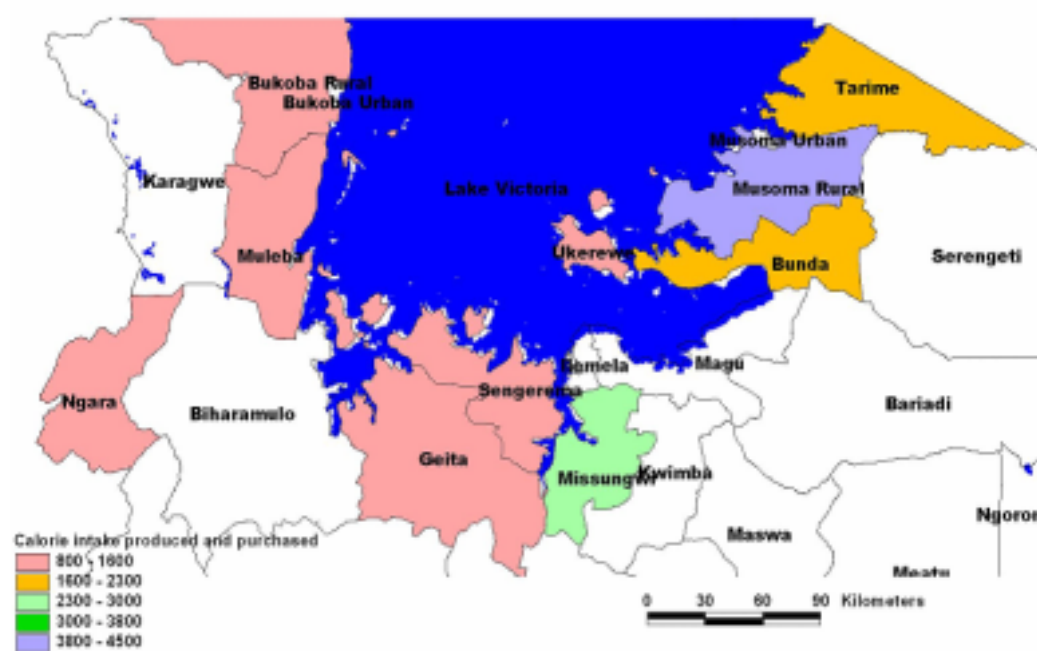 Bukoba Rural
Bukoba Urban
Tarime
Musoma Urban
Karagwe
Lake Victoria
Musoma Rural
Muleba
Ukerewe
Bunda
Serengeti
Magu
Sengerema
Ngara
Biharamulo
Bariadi
Geita
Missungwi
Kwimba
Maswa
Ngoron
Meatu
Calorie intake produced and purchased
800 - 1600
1600 - 2300
2300 - 3000
3000 - 3800
3800 - 4500
0 30 60 90 Kilometers